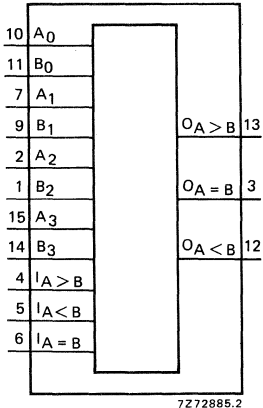 10 A0
11 B0
7 A1
9 B1
OA>B 13
2 A2
1 B2
OA=B 3
15 A3
14 B3
OA<B 12
4 IA>B
5 IA<B
6 IA=B
7Z72885.2